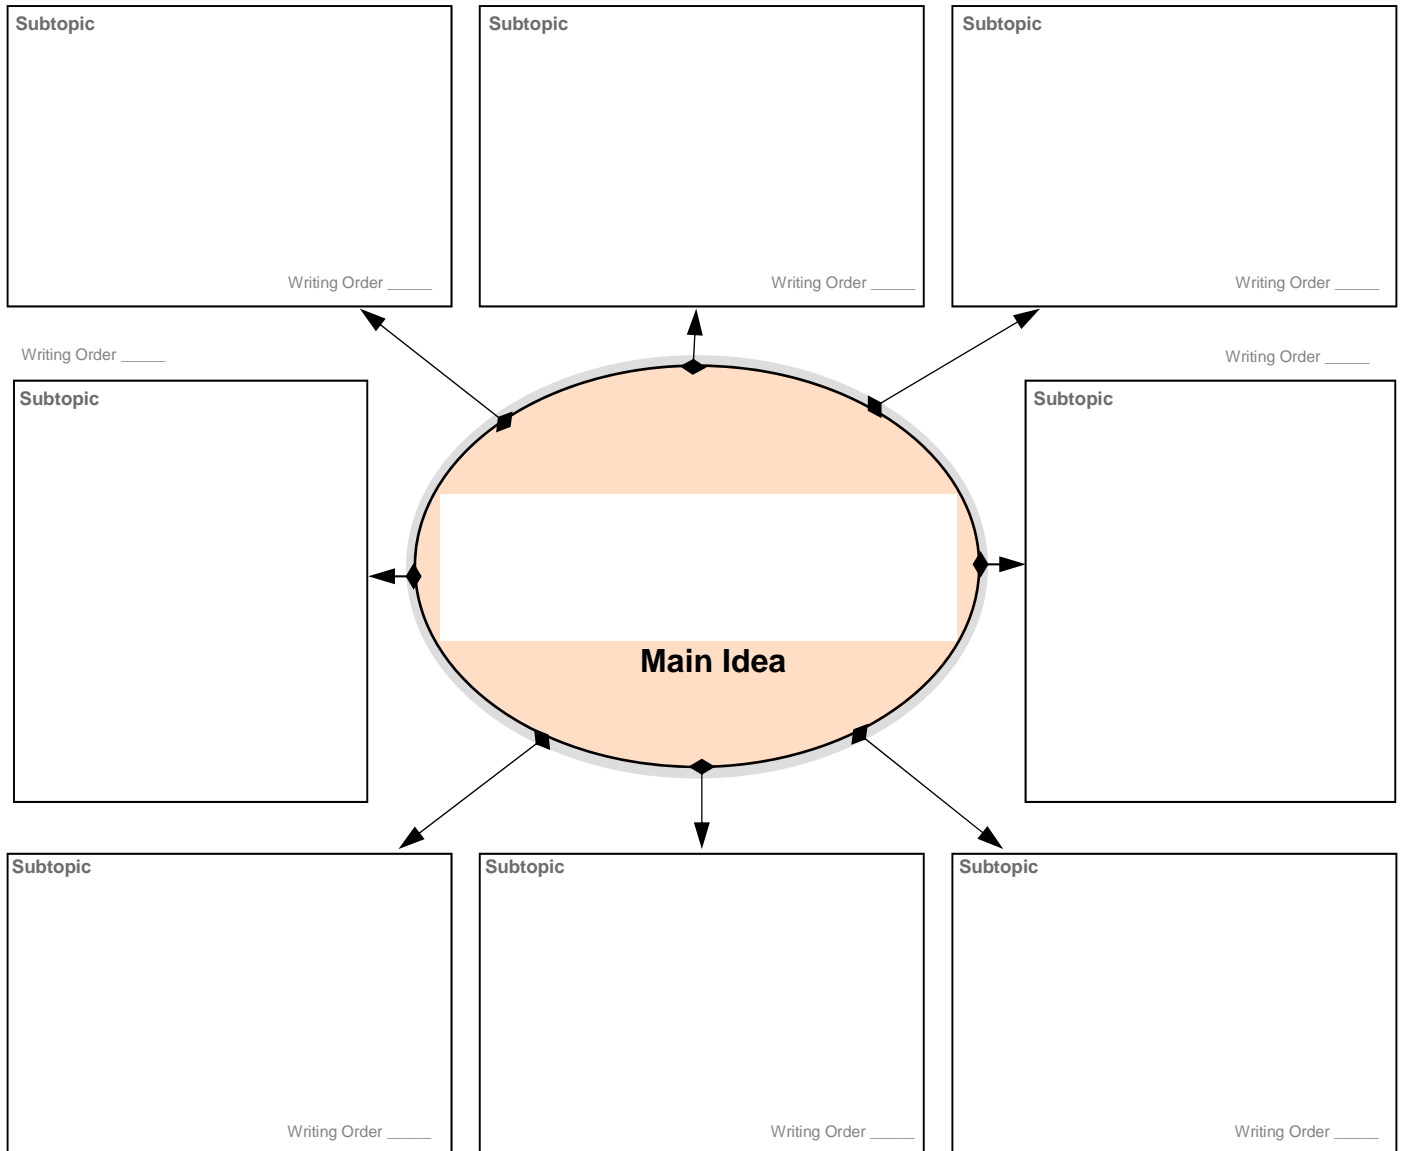 Subtopic
Subtopic
Subtopic
Writing Order _____
Writing Order _____
Writing Order _____
Writing Order _____
Writing Order _____
Subtopic
Subtopic
Main Idea
Subtopic
Subtopic
Subtopic
Writing Order _____
Writing Order _____
Writing Order _____